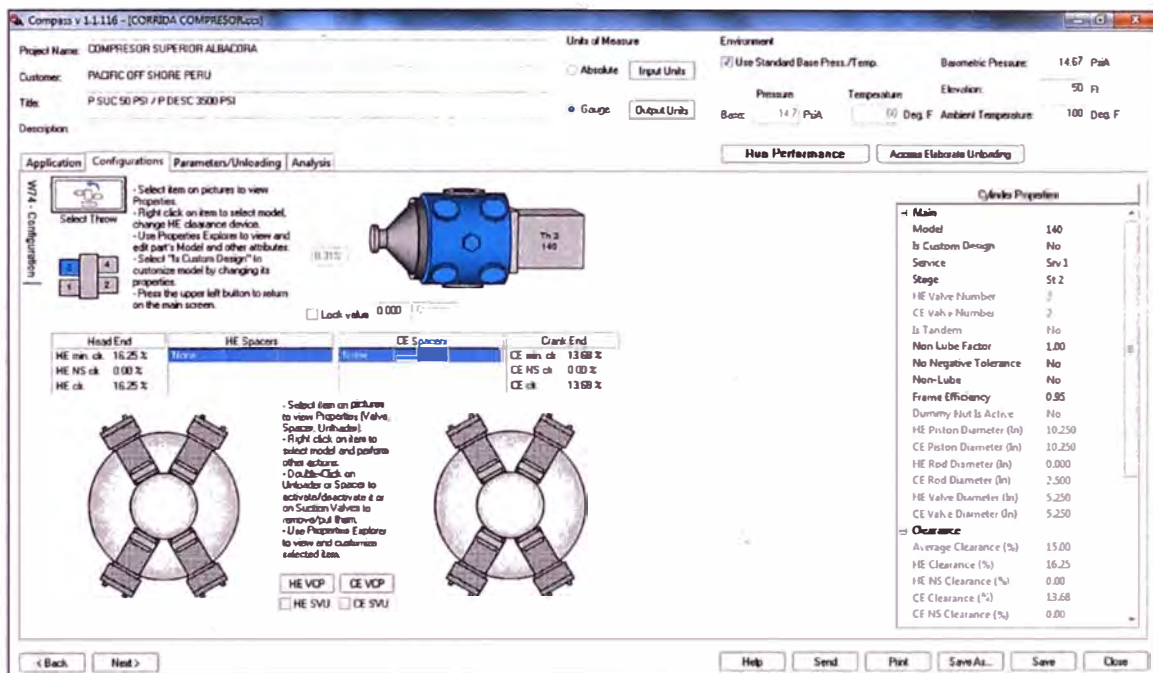 Compass v 1.1.116 - [CORRIDA COMPRESOR.ccs]
Project Name: COMPRESOR SUPERIOR ALBACORA
Customer: PACIFIC OFF SHORE PERU
Title: P SUC 50 PSI / P DESC 3500 PSI
Description
Units of Measure
Absolute Input Units
Gauge Output Units
Environment
Use Standard Base Press./Temp.
Pressure Temperature
Base: 14.7 PsiA 60 Deg. F
Barometric Pressure: 14.67 PsiA
Elevation: 50 Ft
Ambient Temperature: 100 Deg. F
Run Performance Access Elaborate Unloading
Application Configurations Parameters/Unloading Analysis
W74 - Configuration
Select Throw
3 4
1 2
- Select item on pictures to view
Properties.
- Right click on item to select model,
change HE clearance device.
- Use Properties Explorer to view and
edit part's Model and other attributes.
- Select "Is Custom Design" to
customize model by changing its
properties.
- Press the upper left button to return
on the main screen.
0.31%
Th 3
140
Lock value 0.000
Head End HE Spacers CE Spacers Crank End
HE min. clr. 16.25 % None None CE min. clr. 13.68 %
HE NS clr. 0.00 % CE NS clr. 0.00 %
HE clr. 16.25 % CE clr. 13.68 %
- Select item on pictures
to view Properties (Valve,
Spacer, Unloader).
- Right click on item to
select model and perform
other actions.
- Double-Click on
Unloader or Spacer to
activate/deactivate it or
on Suction Valves to
remove/put them.
- Use Properties Explorer
to view and customize
selected item.
HE VCP CE VCP
HE SVU CE SVU
Cylinder Properties
Main
Model 140
Is Custom Design No
Service Srv 1
Stage St 2
HE Valve Number 2
CE Valve Number 2
Is Tandem No
Non Lube Factor 1.00
No Negative Tolerance No
Non-Lube No
Frame Efficiency 0.95
Dummy Nut Is Active No
HE Piston Diameter (In) 10.250
CE Piston Diameter (In) 10.250
HE Rod Diameter (In) 0.000
CE Rod Diameter (In) 2.500
HE Valve Diameter (In) 5.250
CE Valve Diameter (In) 5.250
Clearance
Average Clearance (%) 15.00
HE Clearance (%) 16.25
HE NS Clearance (%) 0.00
CE Clearance (%) 13.68
CE NS Clearance (%) 0.00
< Back Next > Help Send Print Save As... Save Close